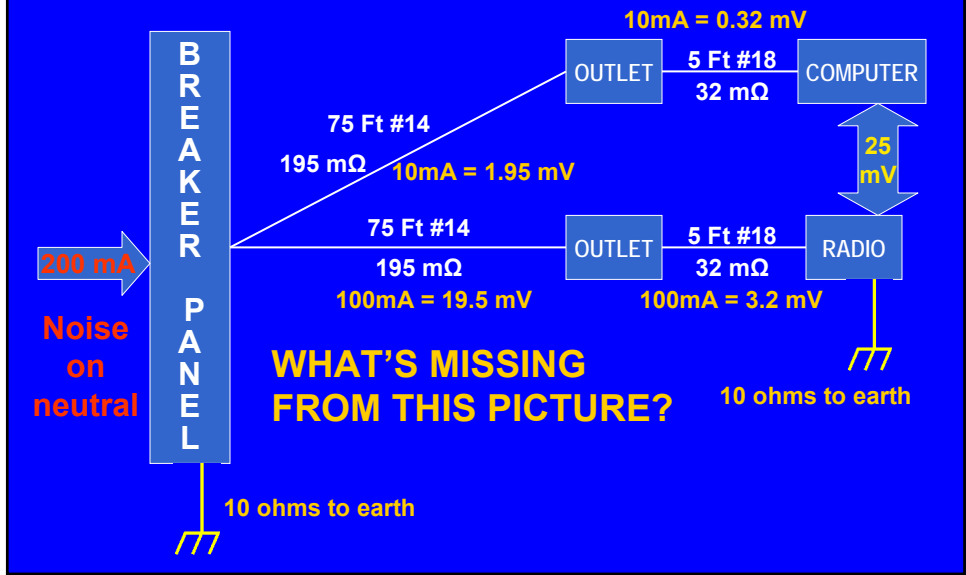 10mA = 0.32 mV
BREAKER PANEL
OUTLET
5 Ft #18
COMPUTER
32 mΩ
75 Ft #14
195 mΩ
10mA = 1.95 mV
25
mV
75 Ft #14
OUTLET
5 Ft #18
RADIO
200 mA
195 mΩ
32 mΩ
100mA = 19.5 mV
100mA = 3.2 mV
Noise
on
neutral
WHAT'S MISSING
FROM THIS PICTURE?
10 ohms to earth
10 ohms to earth